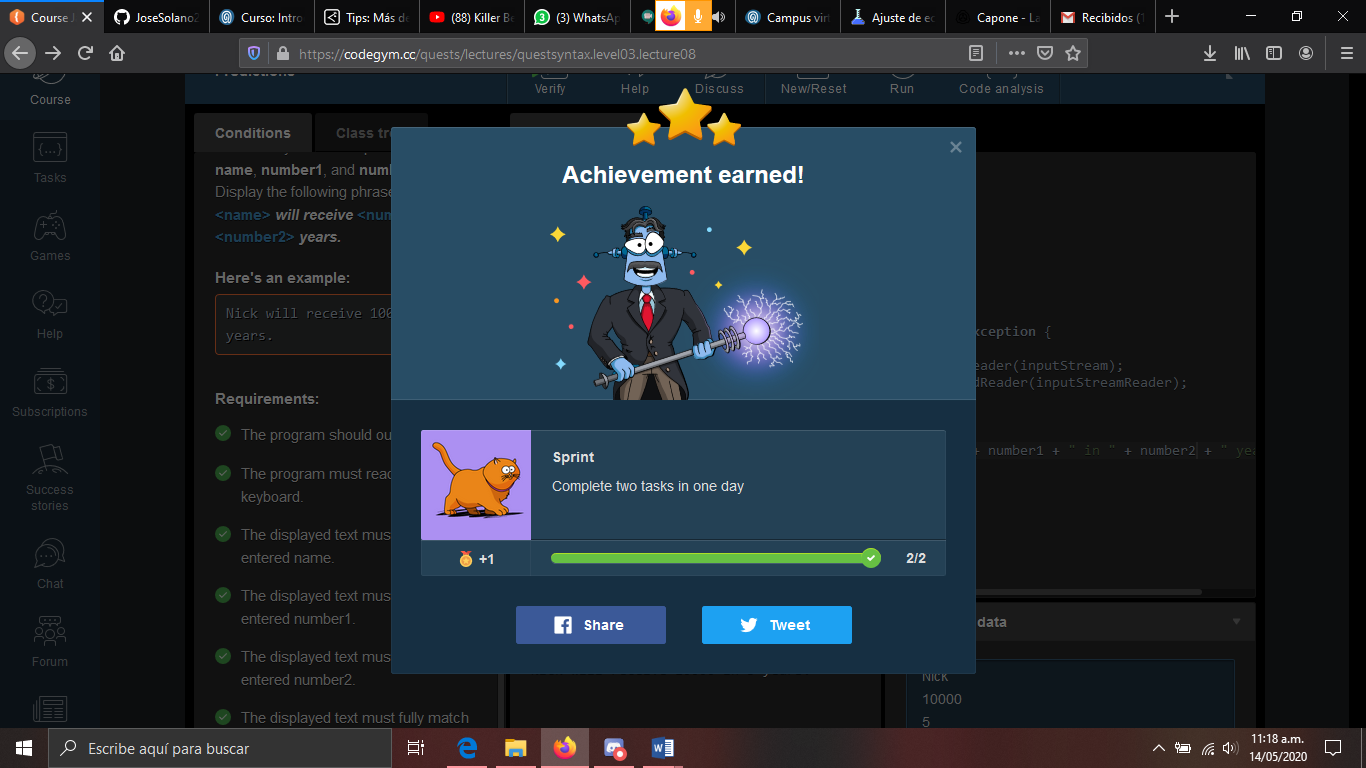 Course J
JoseSolano2
Curso: Intro
Tips: Más de
(88) Killer Be
(3) WhatsAp
Campus virt
Ajuste de ec
Capone - La
Recibidos (1
https://codegym.cc/quests/lectures/questsyntax.level03.lecture08
Course
Tasks
Games
Help
Subscriptions
Success
stories
Chat
Forum
Verify
Help
Discuss
New/Reset
Run
Code analysis
Conditions
Class tre
name, number1, and num
Display the following phrase
<name> will receive <num
<number2> years.
Here's an example:
Nick will receive 100
years.
Requirements:
The program should ou
The program must read
keyboard.
The displayed text mus
entered name.
The displayed text mus
entered number1.
The displayed text mus
entered number2.
The displayed text must fully match
Achievement earned!
Sprint
Complete two tasks in one day
+1
2/2
Share
Tweet
xception {
eader(inputStream);
dReader(inputStreamReader);
+ number1 + " in " + number2 + " yea
data
Nick
10000
5
Escribe aquí para buscar
11:18 a.m.
14/05/2020